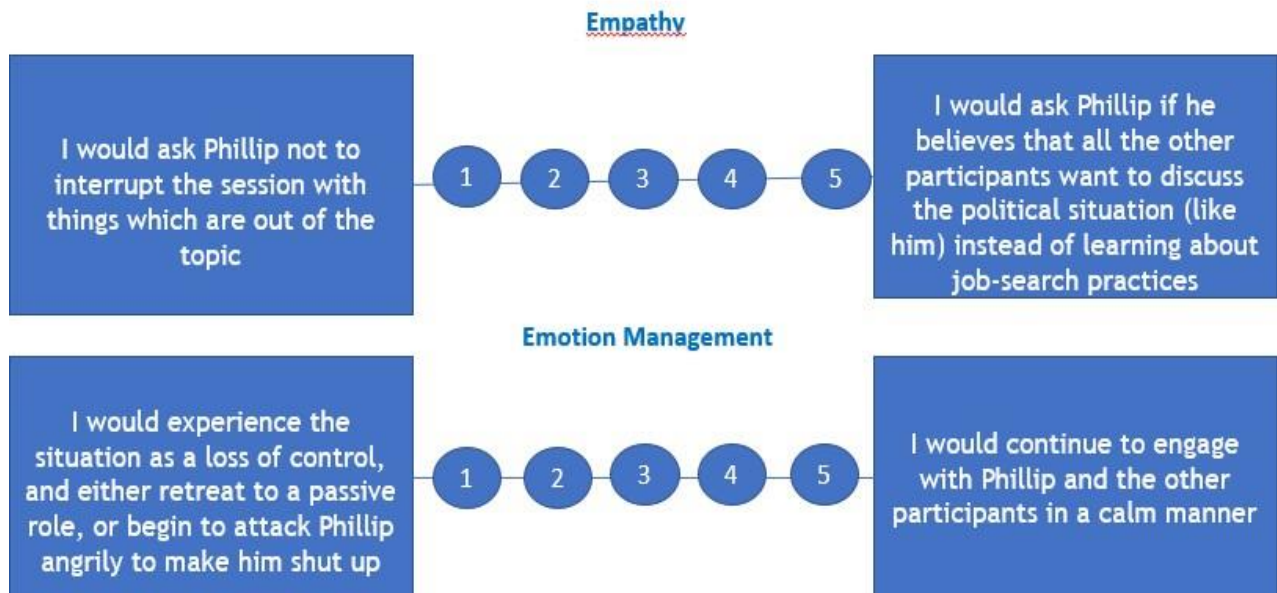 Empathy
I would ask Phillip not to
interrupt the session with
things which are out of the
topic
1 2 3 4 5
I would ask Phillip if he
believes that all the other
participants want to discuss
the political situation (like
him) instead of learning about
job-search practices
Emotion Management
I would experience the
situation as a loss of control,
and either retreat to a passive
role, or begin to attack Phillip
angrily to make him shut up
1 2 3 4 5
I would continue to engage
with Phillip and the other
participants in a calm manner